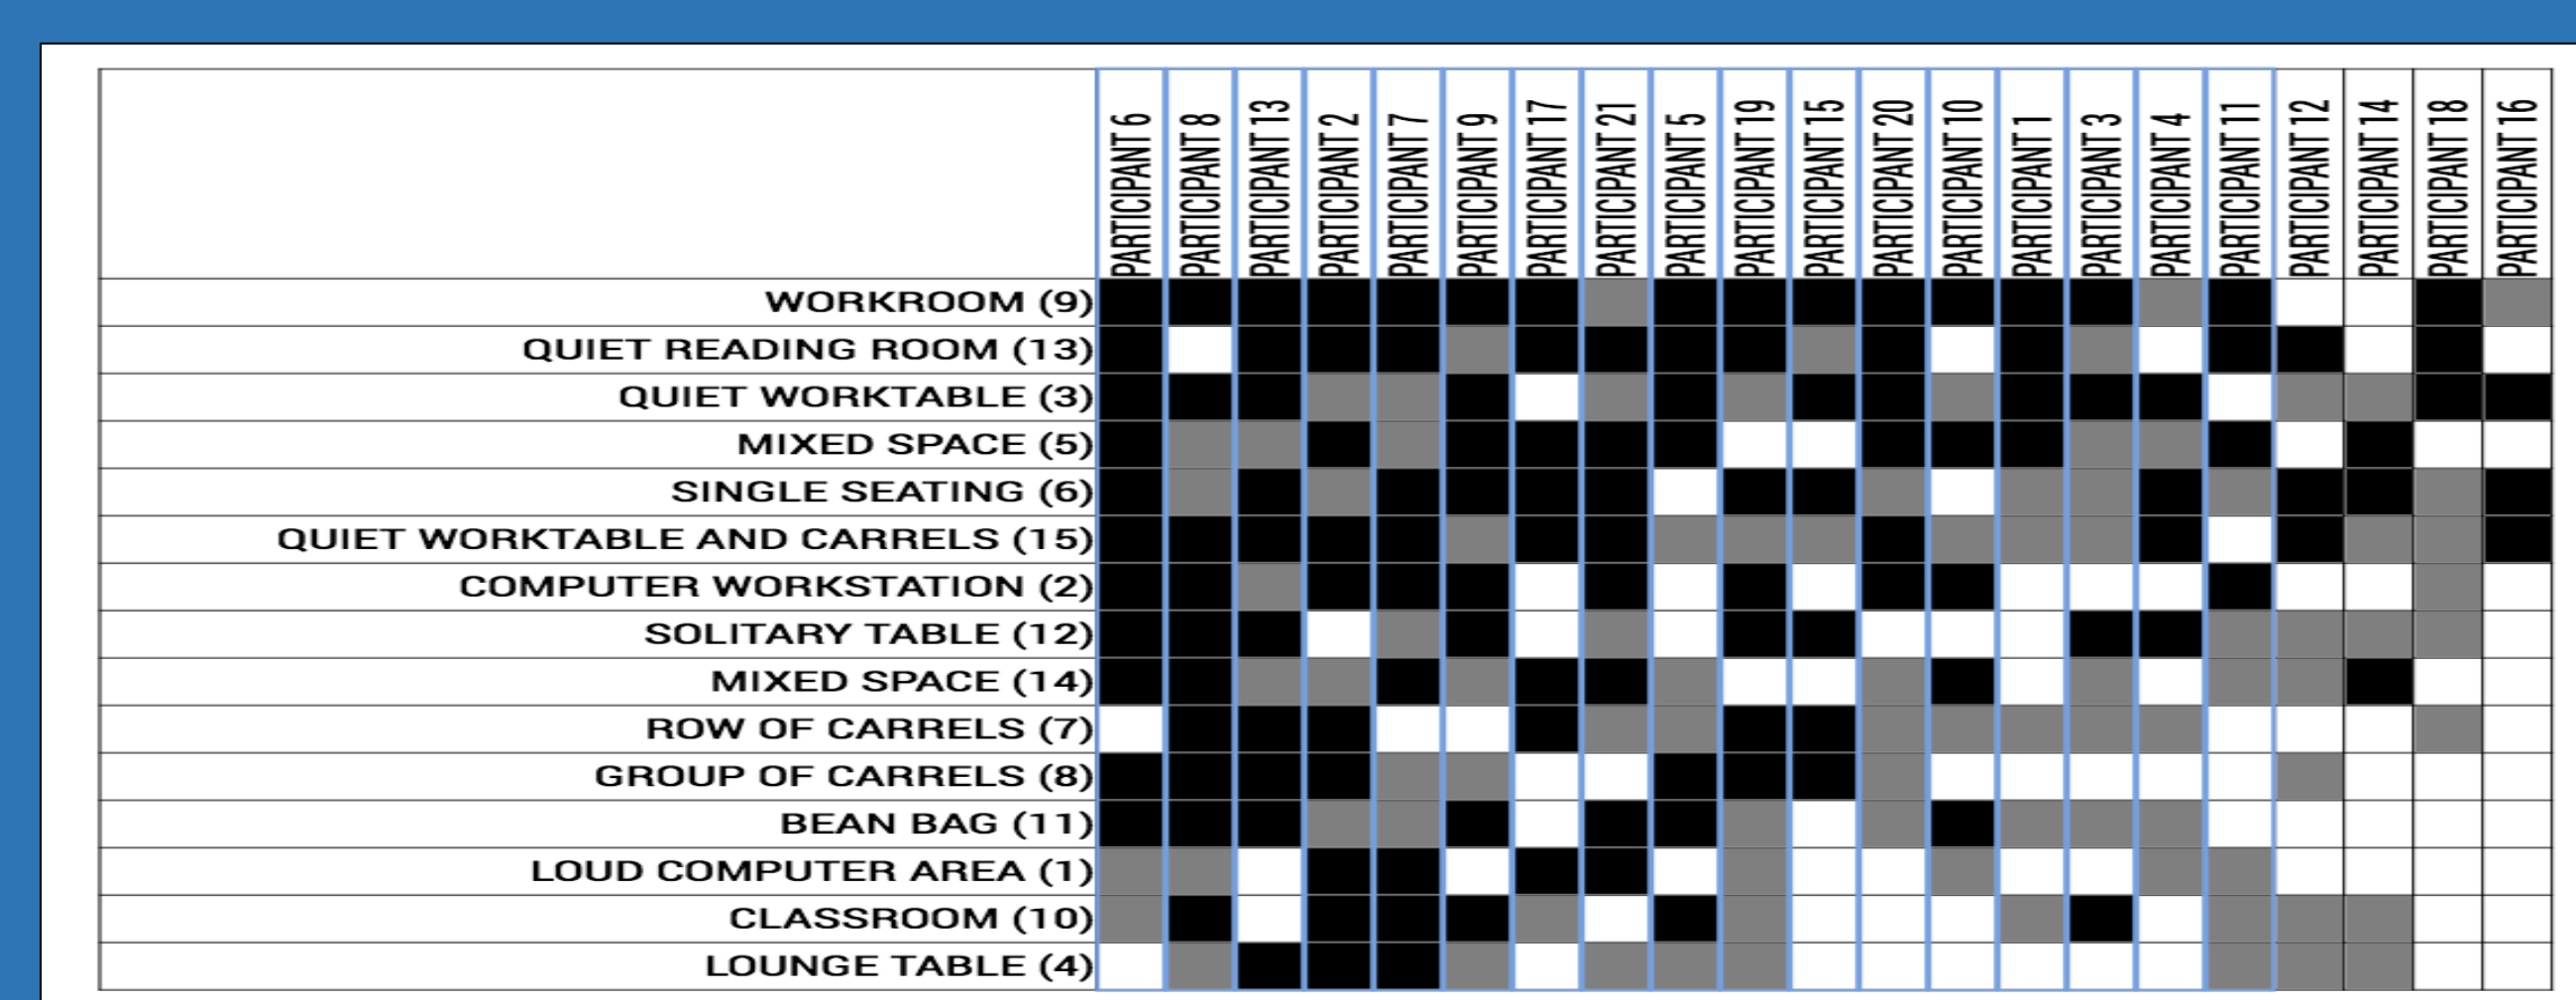 PARTICIPANT 6
PARTICIPANT 8
PARTICIPANT 13
PARTICIPANT 2
PARTICIPANT 7
PARTICIPANT 9
PARTICIPANT 17
PARTICIPANT 21
PARTICIPANT 5
PARTICIPANT 19
PARTICIPANT 15
PARTICIPANT 20
PARTICIPANT 10
PARTICIPANT 1
PARTICIPANT 3
PARTICIPANT 4
PARTICIPANT 11
PARTICIPANT 12
PARTICIPANT 14
PARTICIPANT 18
PARTICIPANT 16
WORKROOM (9)
QUIET READING ROOM (13)
QUIET WORKTABLE (3)
MIXED SPACE (5)
SINGLE SEATING (6)
QUIET WORKTABLE AND CARRELS (15)
COMPUTER WORKSTATION (2)
SOLITARY TABLE (12)
MIXED SPACE (14)
ROW OF CARRELS (7)
GROUP OF CARRELS (8)
BEAN BAG (11)
LOUD COMPUTER AREA (1)
CLASSROOM (10)
LOUNGE TABLE (4)